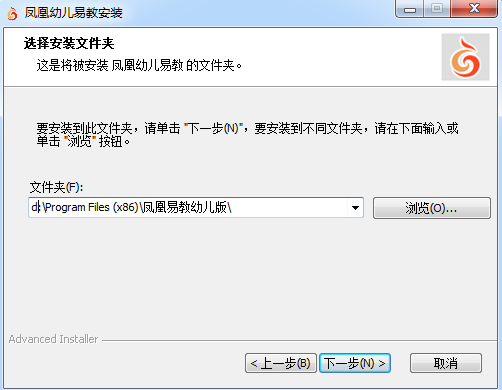 凤凰幼儿易教安装
选择安装文件夹
这是将被安装 凤凰幼儿易教 的文件夹。
要安装到此文件夹，请单击 "下一步(N)"，要安装到不同文件夹，请在下面输入或
单击 "浏览" 按钮。
文件夹(F):
d:\Program Files (x86)\凤凰易教幼儿版\
浏览(O)...
Advanced Installer
< 上一步(B)
下一步(N) >
取消